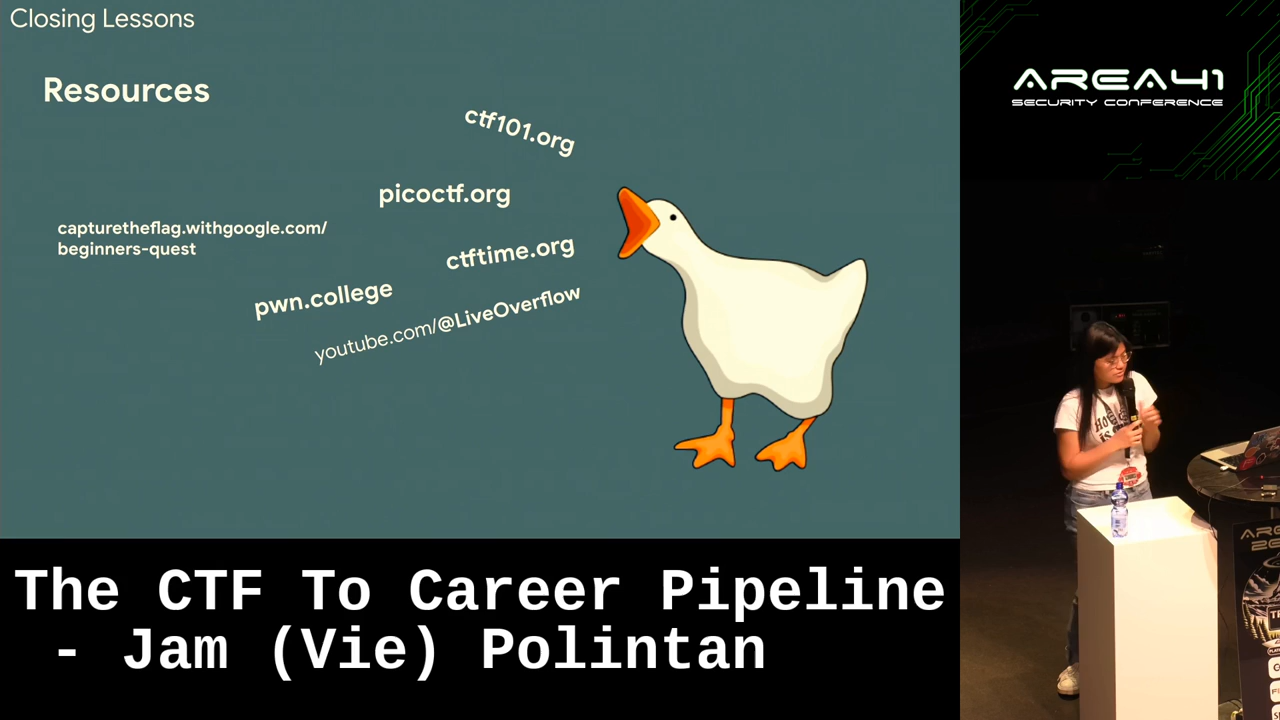 Closing Lessons
Resources
ctf101.org
picoctf.org
capturetheflag.withgoogle.com/
beginners-quest
ctftime.org
pwn.college
youtube.com/@LiveOverflow
AREA41
SECURITY CONFERENCE
The CTF To Career Pipeline
- Jam (Vie) Polintan